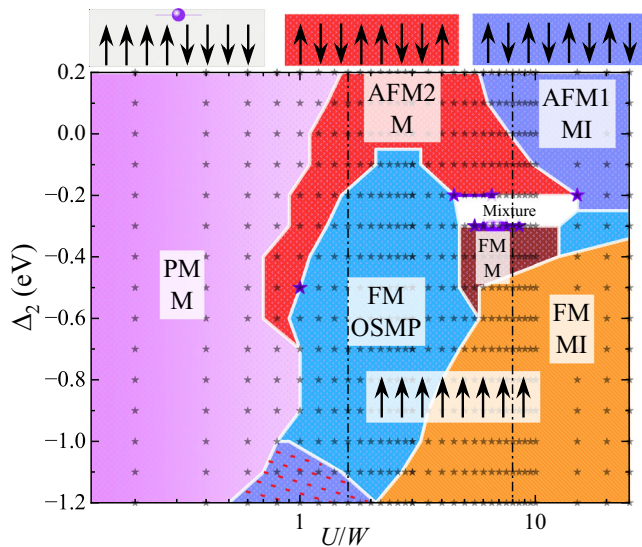 0.2
0.0
−0.2
−0.4
−0.6
−0.8
−1.0
−1.2
Δ₂ (eV)
AFM2
M
AFM1
MI
Mixture
PM
M
FM
M
FM
OSMP
FM
MI
1
10
U/W